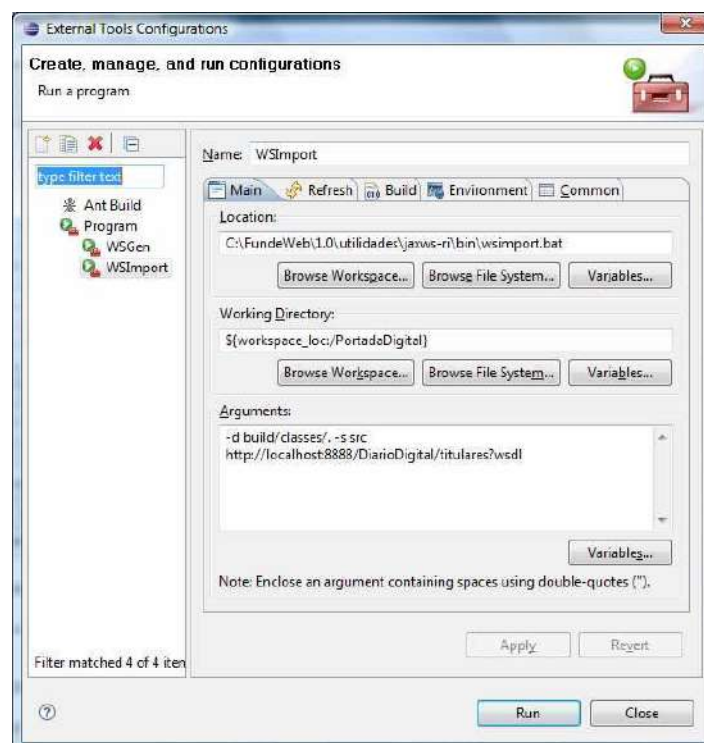 External Tools Configurations
Create, manage, and run configurations
Run a program
type filter text
Ant Build
Program
WSGen
WSImport
Filter matched 4 of 4 iten
Name: WSImport
Main Refresh Build Environment Common
Location:
C:\FundeWeb\1.0\utilidades\jaxws-ri\bin\wsimport.bat
Browse Workspace... Browse File System... Variables...
Working Directory:
${workspace_loc:/PortadaDigital}
Browse Workspace... Browse File System... Variables...
Arguments:
-d build/classes/. -s src
http://localhost:8888/DiarioDigital/titulares?wsdl
Variables...
Note: Enclose an argument containing spaces using double-quotes (").
Apply Revert
Run Close